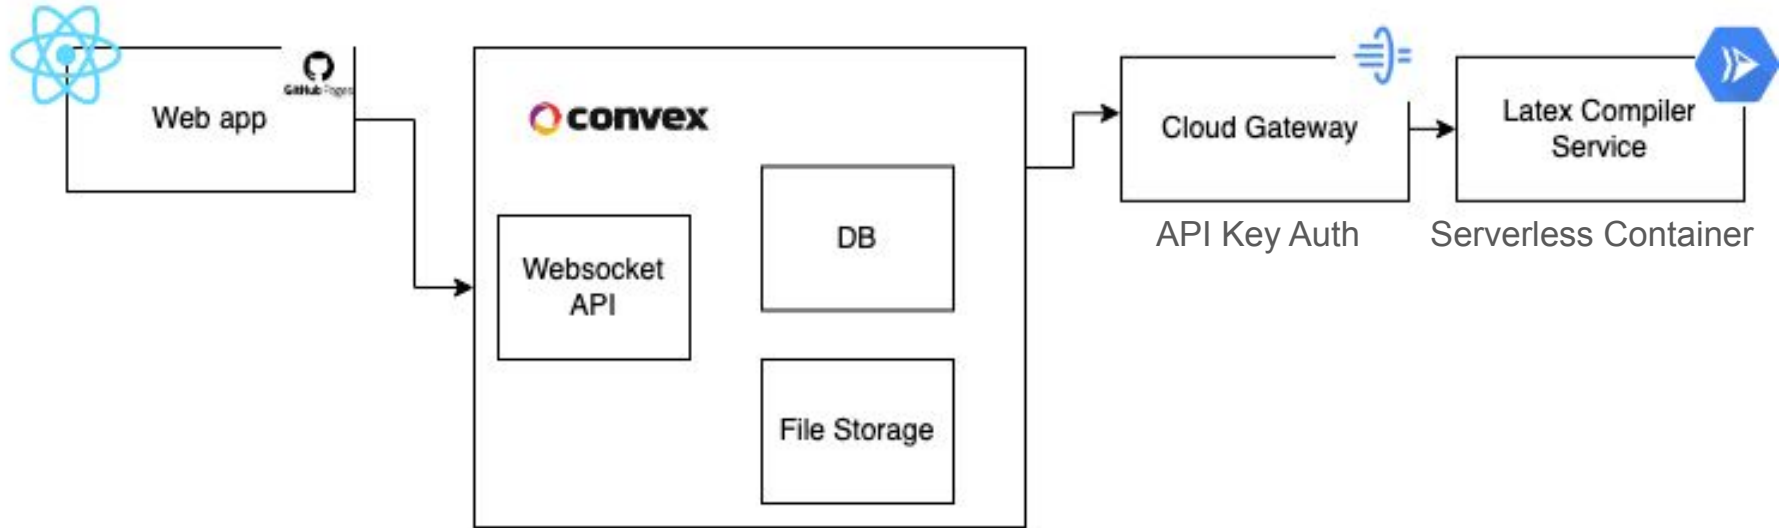 GitHub Pages
Web app
convex
Websocket
API
DB
File Storage
Cloud Gateway
API Key Auth
Latex Compiler
Service
Serverless Container